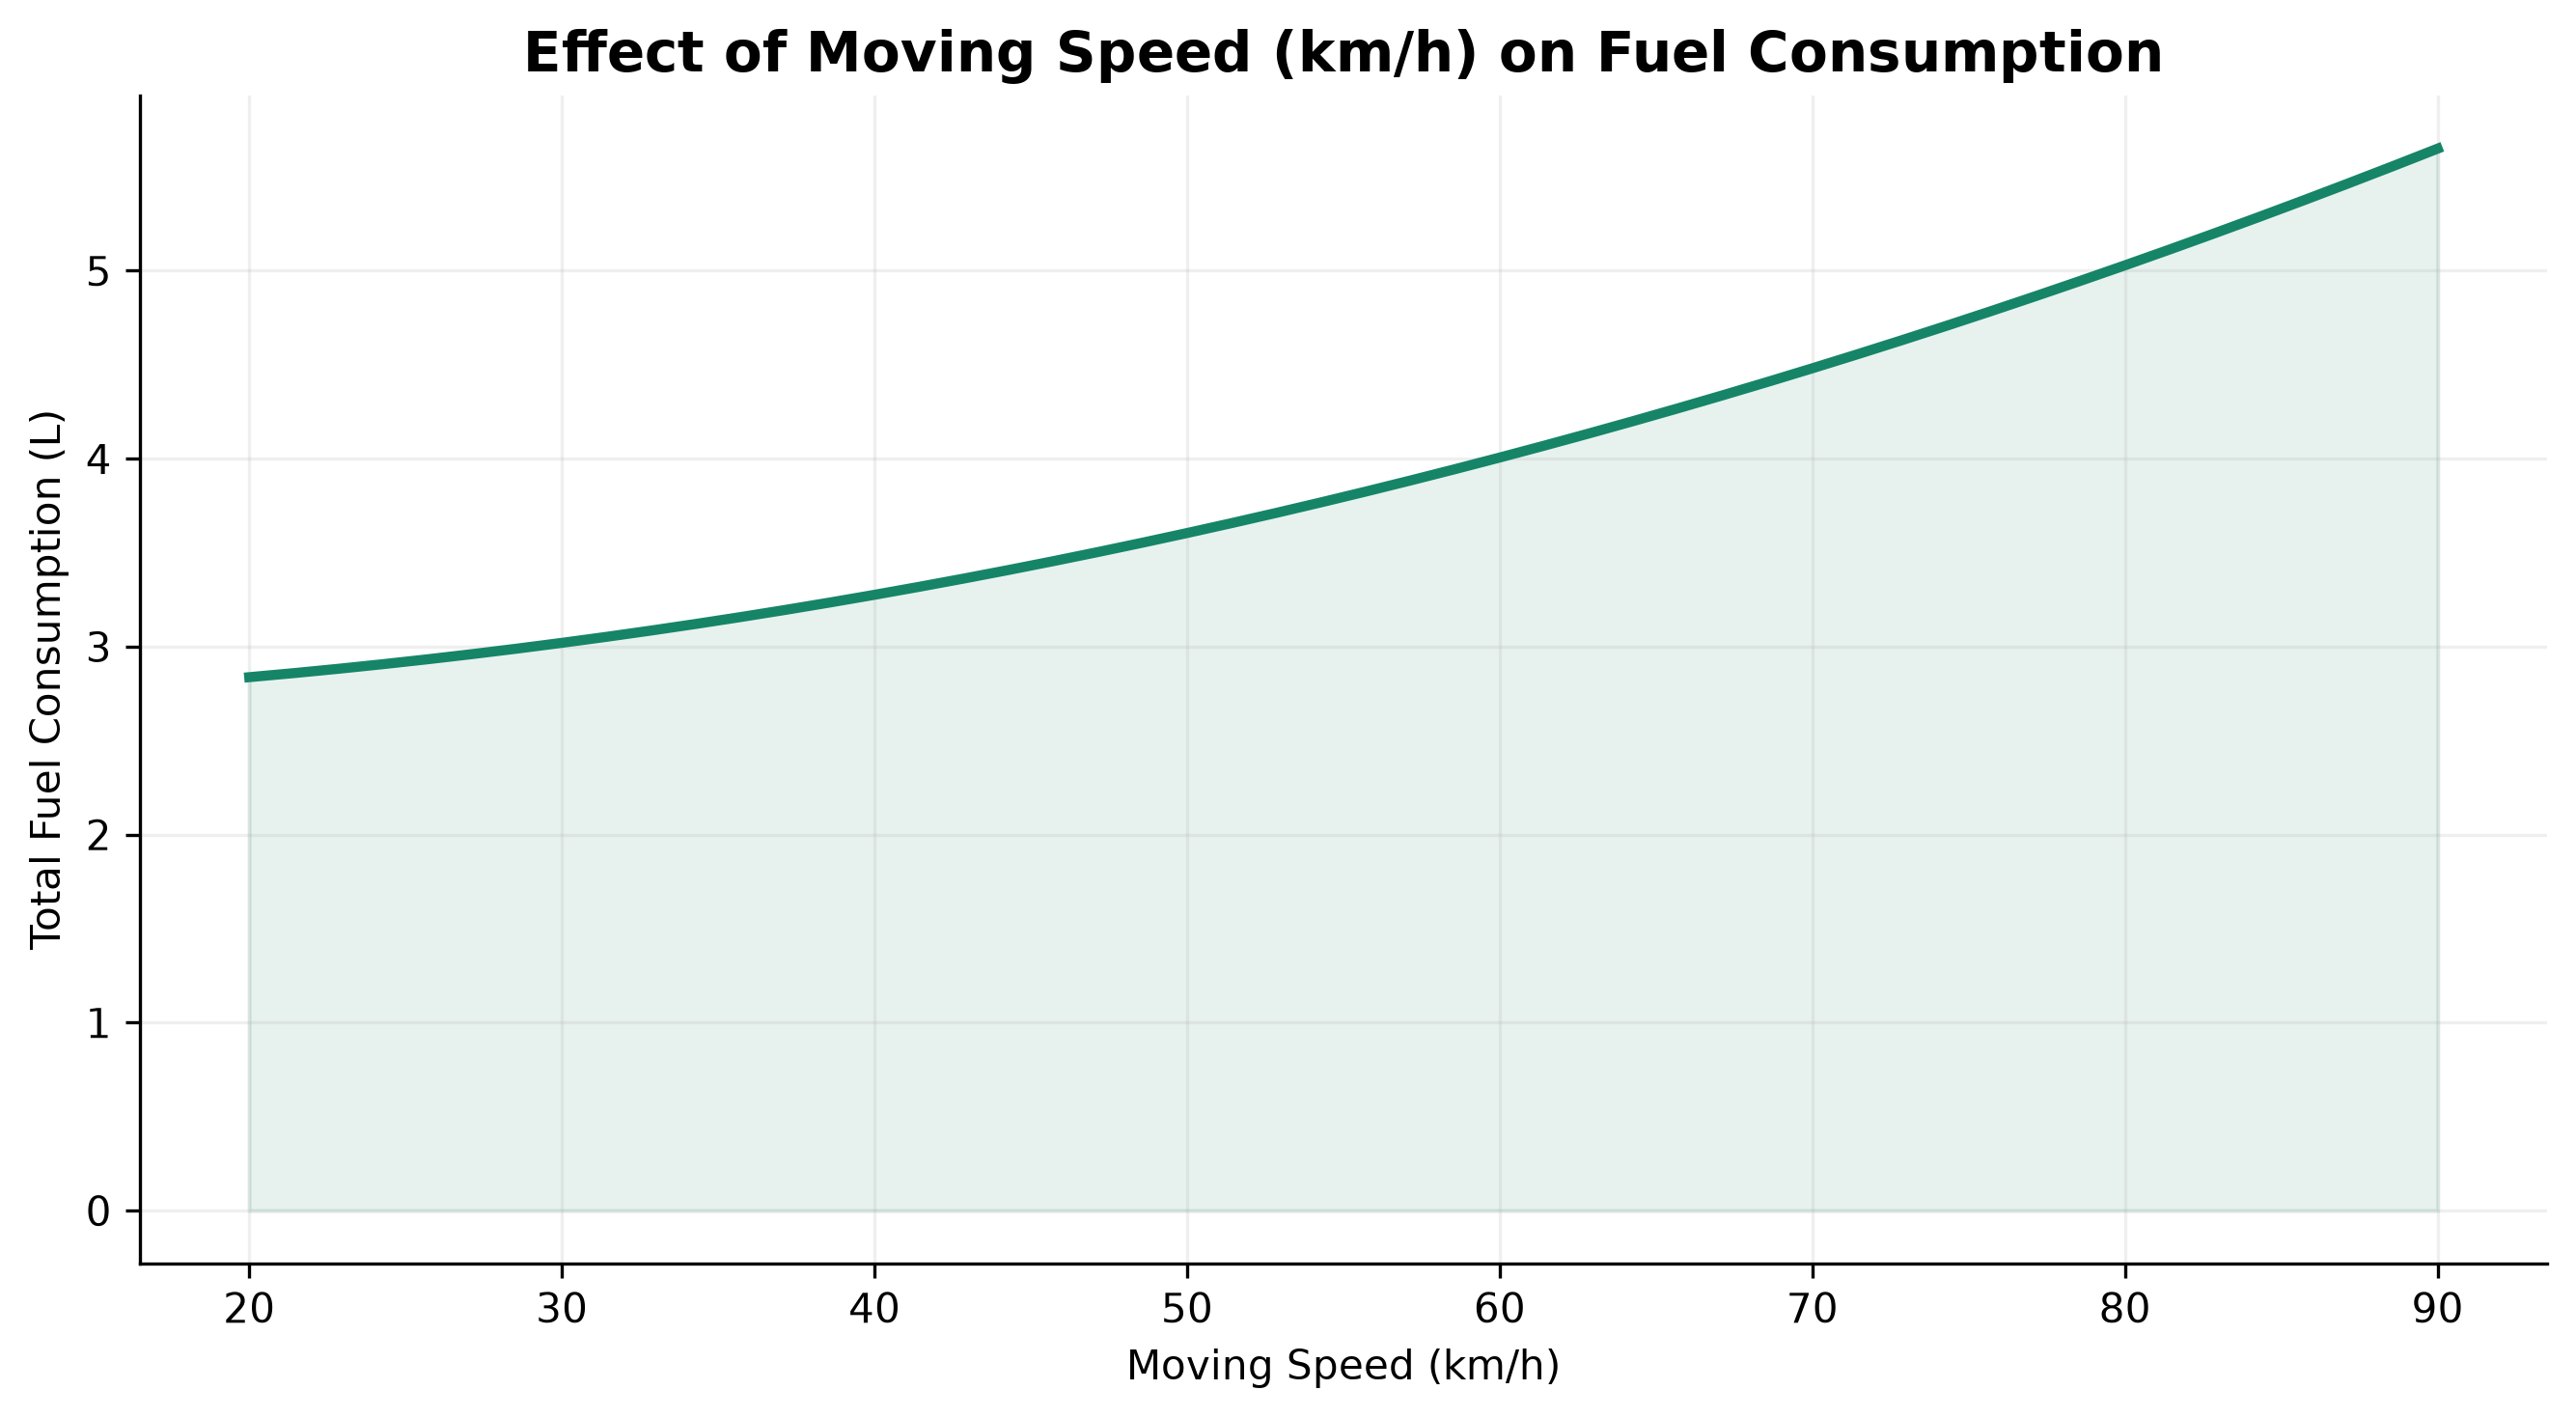 Effect of Moving Speed (km/h) on Fuel Consumption
Total Fuel Consumption (L)
5
4
3
2
1
0
20 30 40 50 60 70 80 90
Moving Speed (km/h)